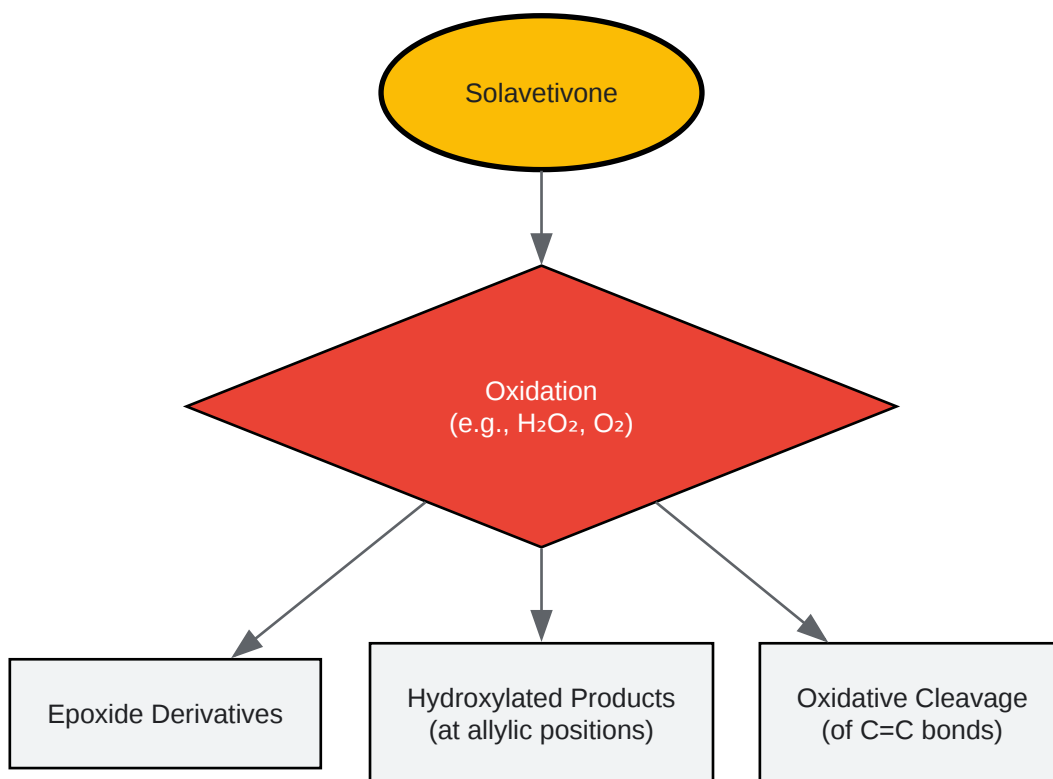 Solavetivone
Oxidation
(e.g., H₂O₂, O₂)
Epoxide Derivatives
Hydroxylated Products
(at allylic positions)
Oxidative Cleavage
(of C=C bonds)